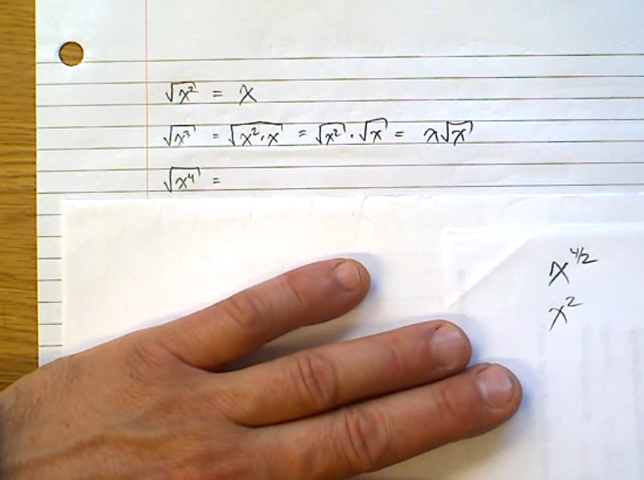 √x² = x
√x³ = √x²·x = √x² · √x = x√x
√x⁴ =
x^4/2
x²